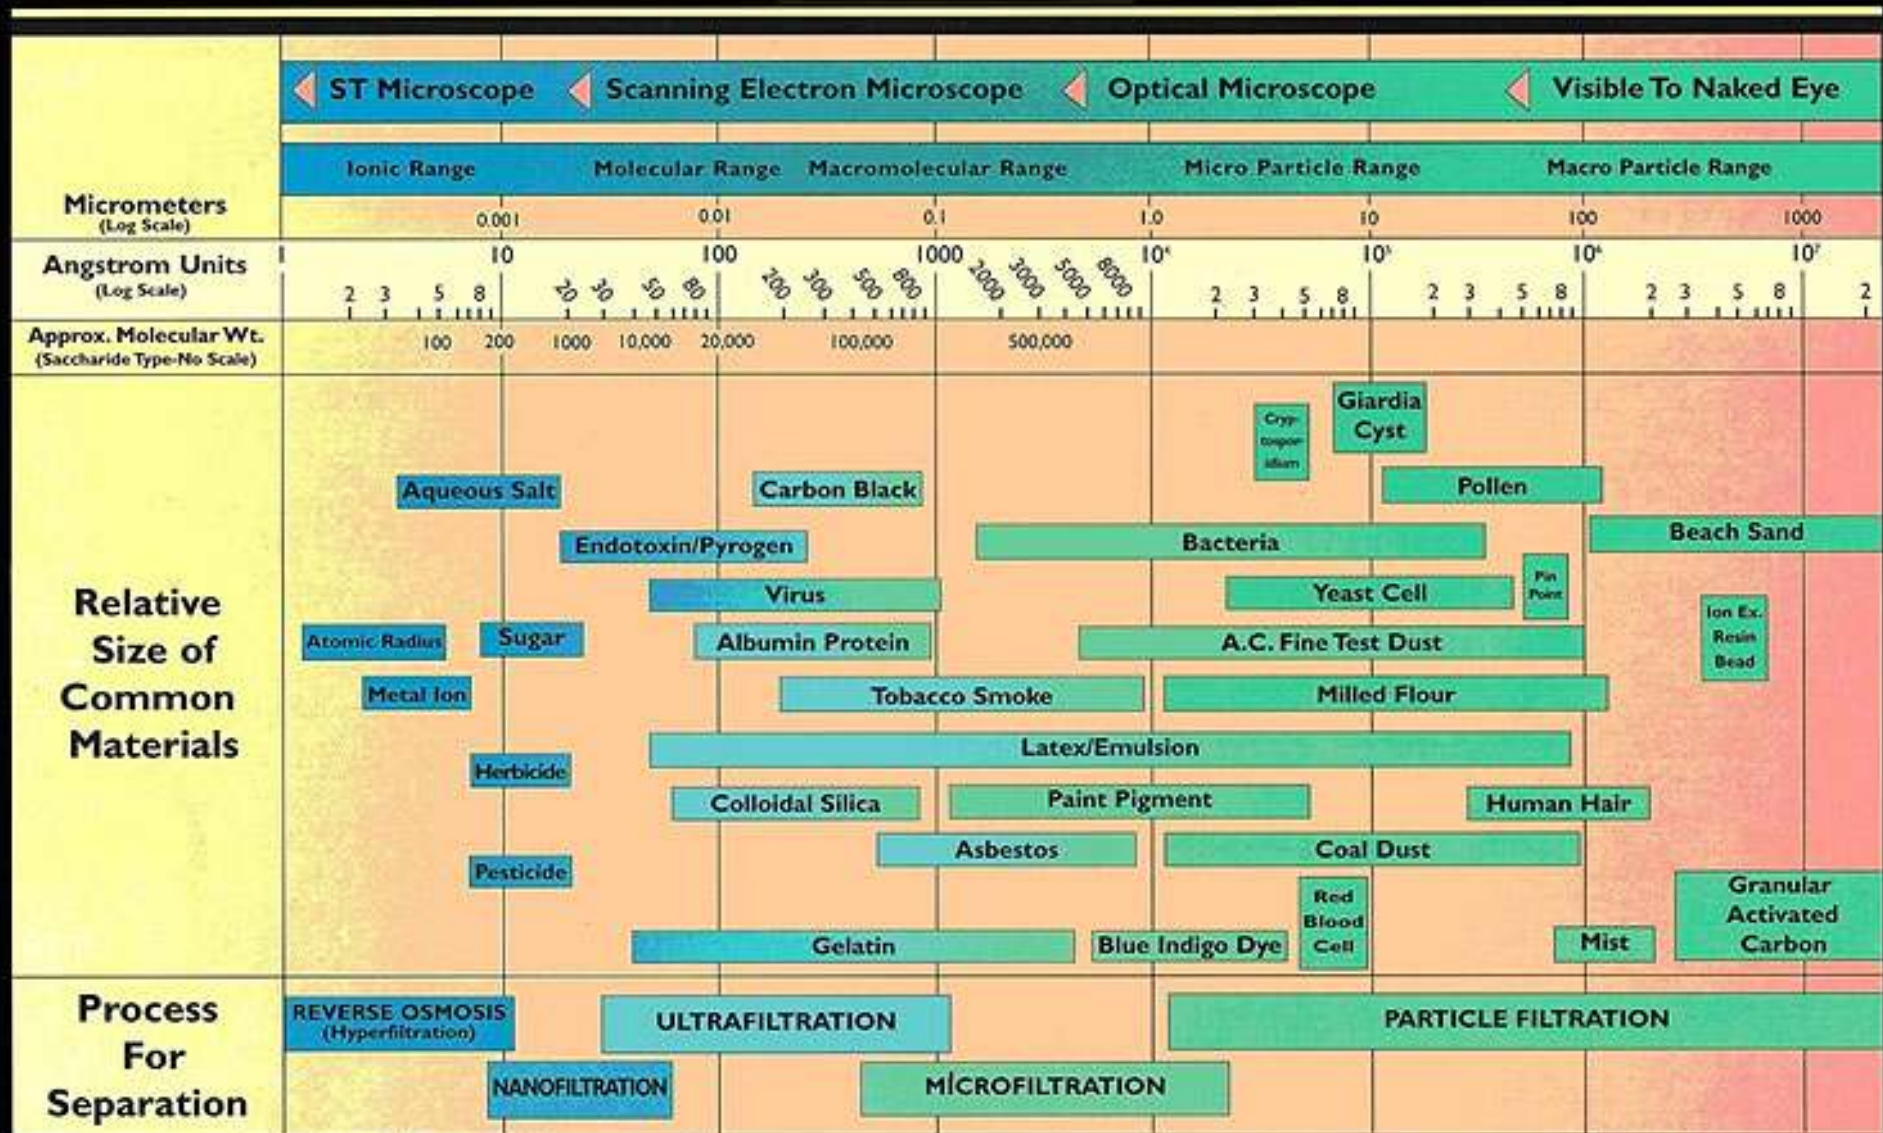 ST Microscope Scanning Electron Microscope Optical Microscope Visible To Naked Eye
Ionic Range Molecular Range Macromolecular Range Micro Particle Range Macro Particle Range
Micrometers
(Log Scale)
0.001 0.01 0.1 1.0 10 100 1000
Angstrom Units
(Log Scale)
1 10 100 1000 10⁴ 10⁵ 10⁶ 10⁷
2 3 5 8 20 30 50 80 200 300 500 800 2000 3000 5000 8000 2 3 5 8 2 3 5 8 2 3 5 8 2
Approx. Molecular Wt.
(Saccharide Type-No Scale)
100 200 1000 10,000 20,000 100,000 500,000
Relative
Size of
Common
Materials
Cryp-
tospor-
idium
Giardia
Cyst
Aqueous Salt
Carbon Black
Pollen
Endotoxin/Pyrogen
Bacteria
Beach Sand
Virus
Yeast Cell
Pin
Point
Ion Ex.
Resin
Bead
Atomic Radius
Sugar
Albumin Protein
A.C. Fine Test Dust
Metal Ion
Tobacco Smoke
Milled Flour
Latex/Emulsion
Herbicide
Colloidal Silica
Paint Pigment
Human Hair
Asbestos
Coal Dust
Pesticide
Red
Blood
Cell
Granular
Activated
Carbon
Gelatin
Blue Indigo Dye
Mist
Process
For
Separation
REVERSE OSMOSIS
(Hyperfiltration)
ULTRAFILTRATION
PARTICLE FILTRATION
NANOFILTRATION
MICROFILTRATION